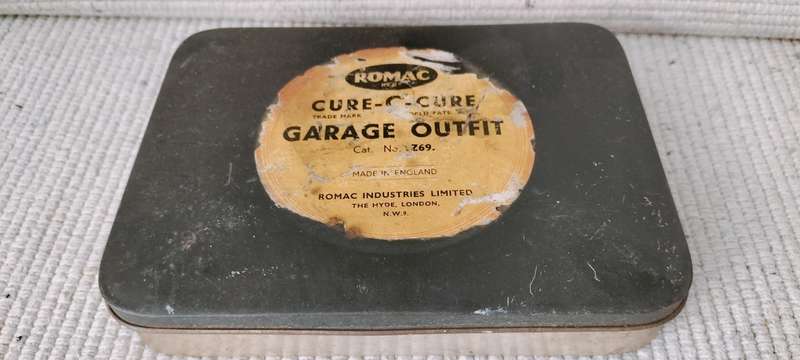 ROMAC
CURE-C-CURE
TRADE MARK
GARAGE OUTFIT
Cat. No. Z69.
MADE IN ENGLAND
ROMAC INDUSTRIES LIMITED
THE HYDE, LONDON,
N.W.9.